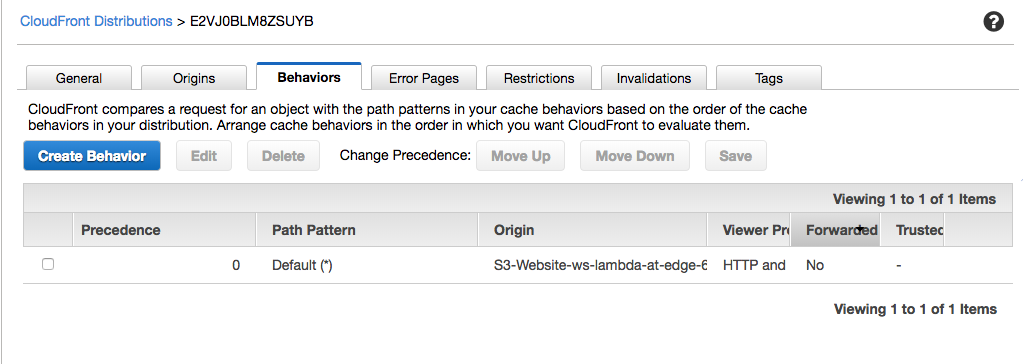 CloudFront Distributions > E2VJ0BLM8ZSUYB
?
General Origins Behaviors Error Pages Restrictions Invalidations Tags
CloudFront compares a request for an object with the path patterns in your cache behaviors based on the order of the cache
behaviors in your distribution. Arrange cache behaviors in the order in which you want CloudFront to evaluate them.
Create Behavior Edit Delete Change Precedence: Move Up Move Down Save
Viewing 1 to 1 of 1 Items
Precedence Path Pattern Origin Viewer Pr Forwarded Trusted
0 Default (*) S3-Website-ws-lambda-at-edge-6 HTTP and No -
Viewing 1 to 1 of 1 Items